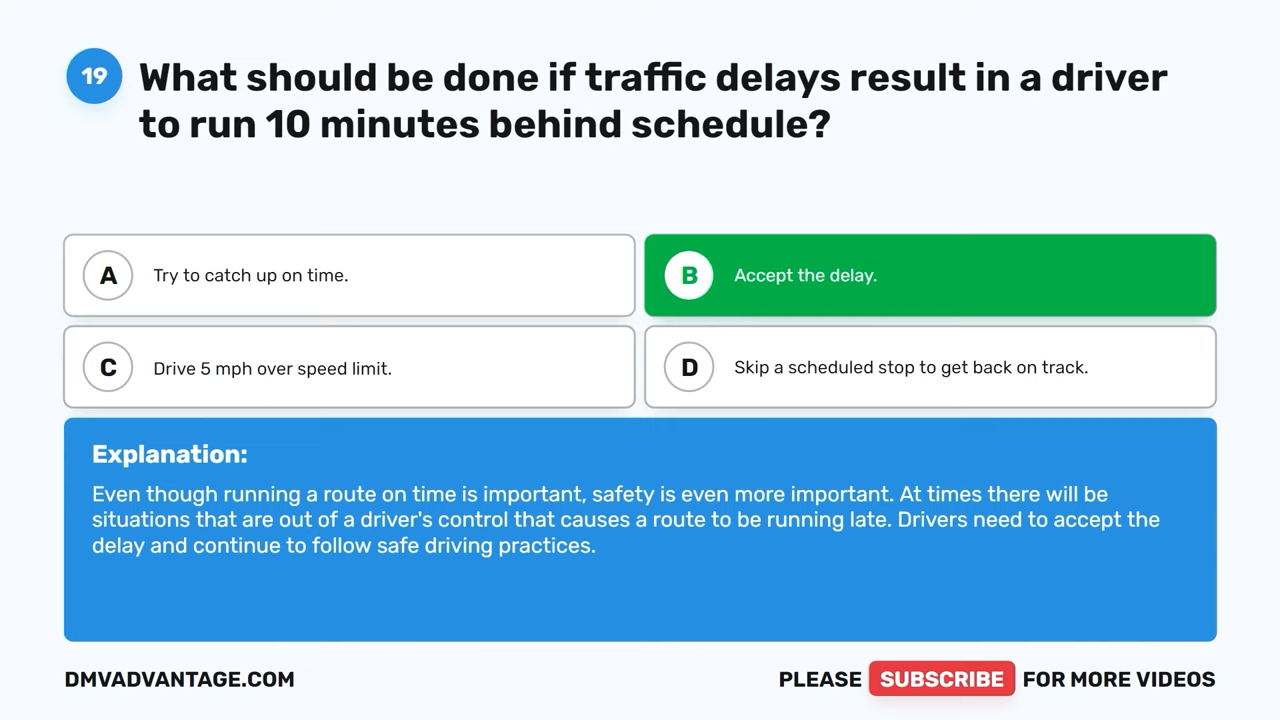 19
What should be done if traffic delays result in a driver
to run 10 minutes behind schedule?
A Try to catch up on time.
B Accept the delay.
C Drive 5 mph over speed limit.
D Skip a scheduled stop to get back on track.
Explanation:
Even though running a route on time is important, safety is even more important. At times there will be
situations that are out of a driver's control that causes a route to be running late. Drivers need to accept the
delay and continue to follow safe driving practices.
DMVADVANTAGE.COM
PLEASE SUBSCRIBE FOR MORE VIDEOS